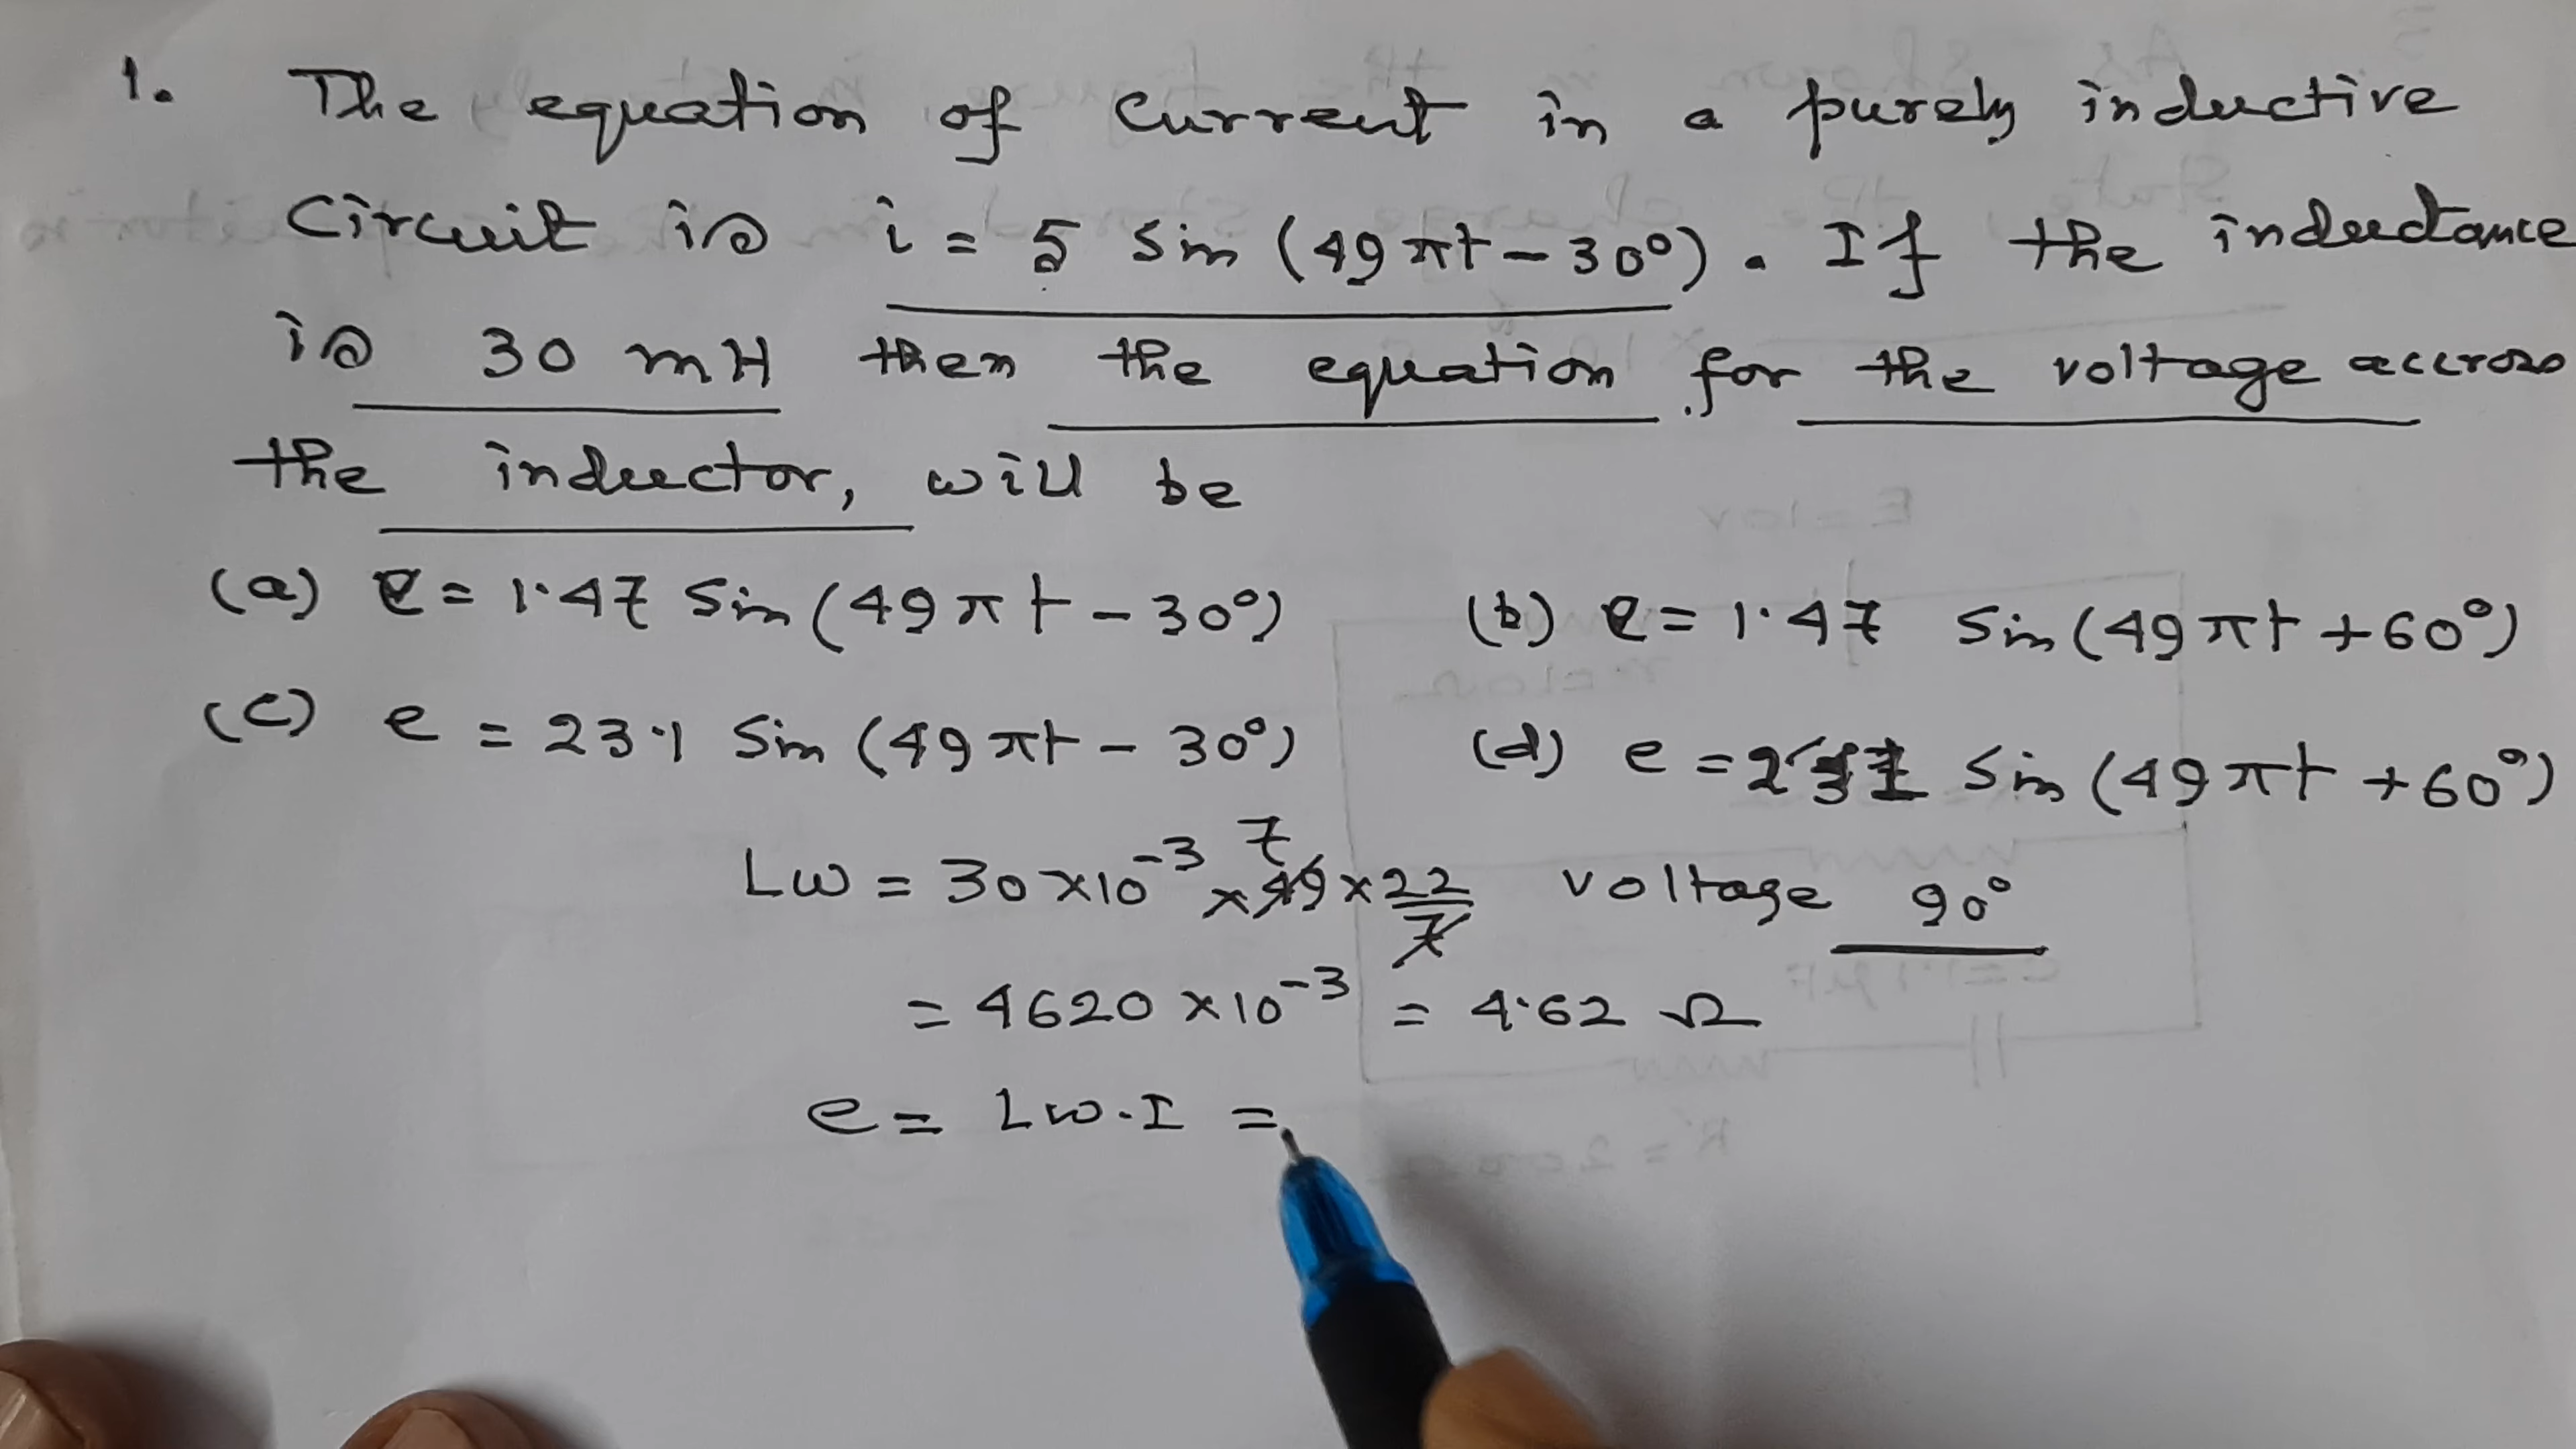 1. The equation of current in a purely inductive
circuit is i = 5 sin (49πt - 30°). If the inductance
is 30 mH then the equation for the voltage accross
the inductor, will be
(a) e = 1.47 sin(49πt - 30°) (b) e = 1.47 sin(49πt + 60°)
(c) e = 23.1 sin (49πt - 30°) (d) e = sin (49πt + 60°)
Lω = 30×10⁻³ × 49 7 × 22/7 voltage 90°
= 4620 × 10⁻³ = 4.62 Ω
e = Lω.I =